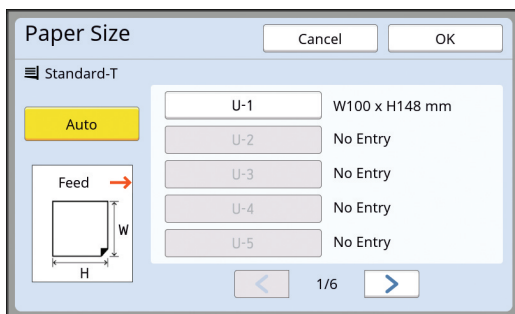 Paper Size
Cancel
OK
Standard-T
Auto
U-1 W100 x H148 mm
U-2 No Entry
U-3 No Entry
U-4 No Entry
U-5 No Entry
Feed
W
H
1/6